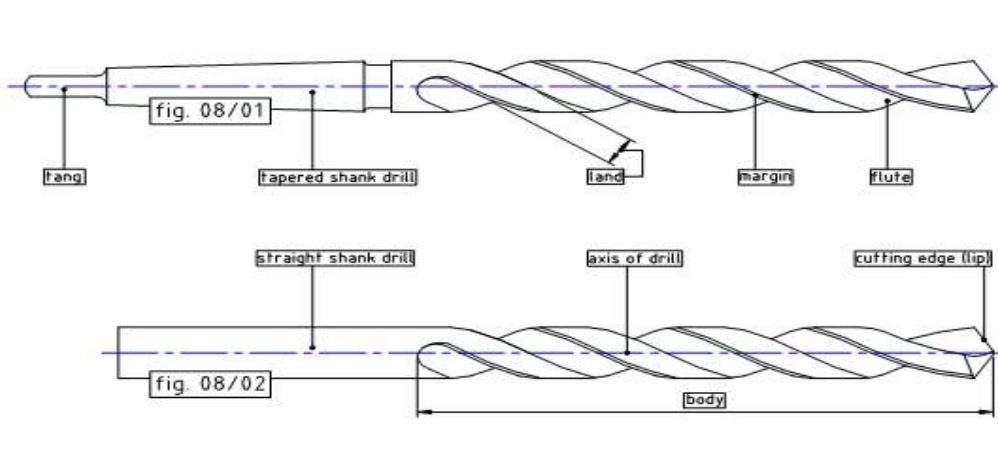 fig. 08/01
tang
tapered shank drill
land
margin
flute
straight shank drill
axis of drill
cutting edge (lip)
fig. 08/02
body